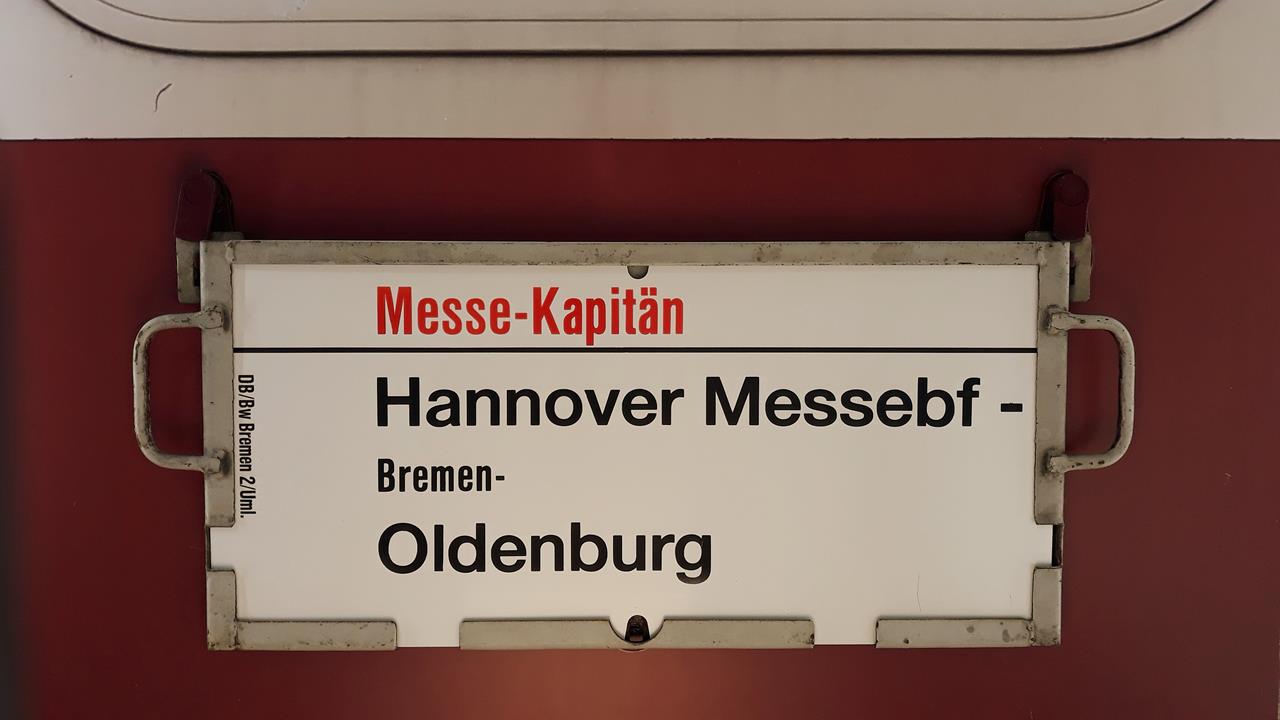 Messe-Kapitän
Hannover Messebf -
Bremen-
Oldenburg
DB/Bw Bremen 2/Uml.